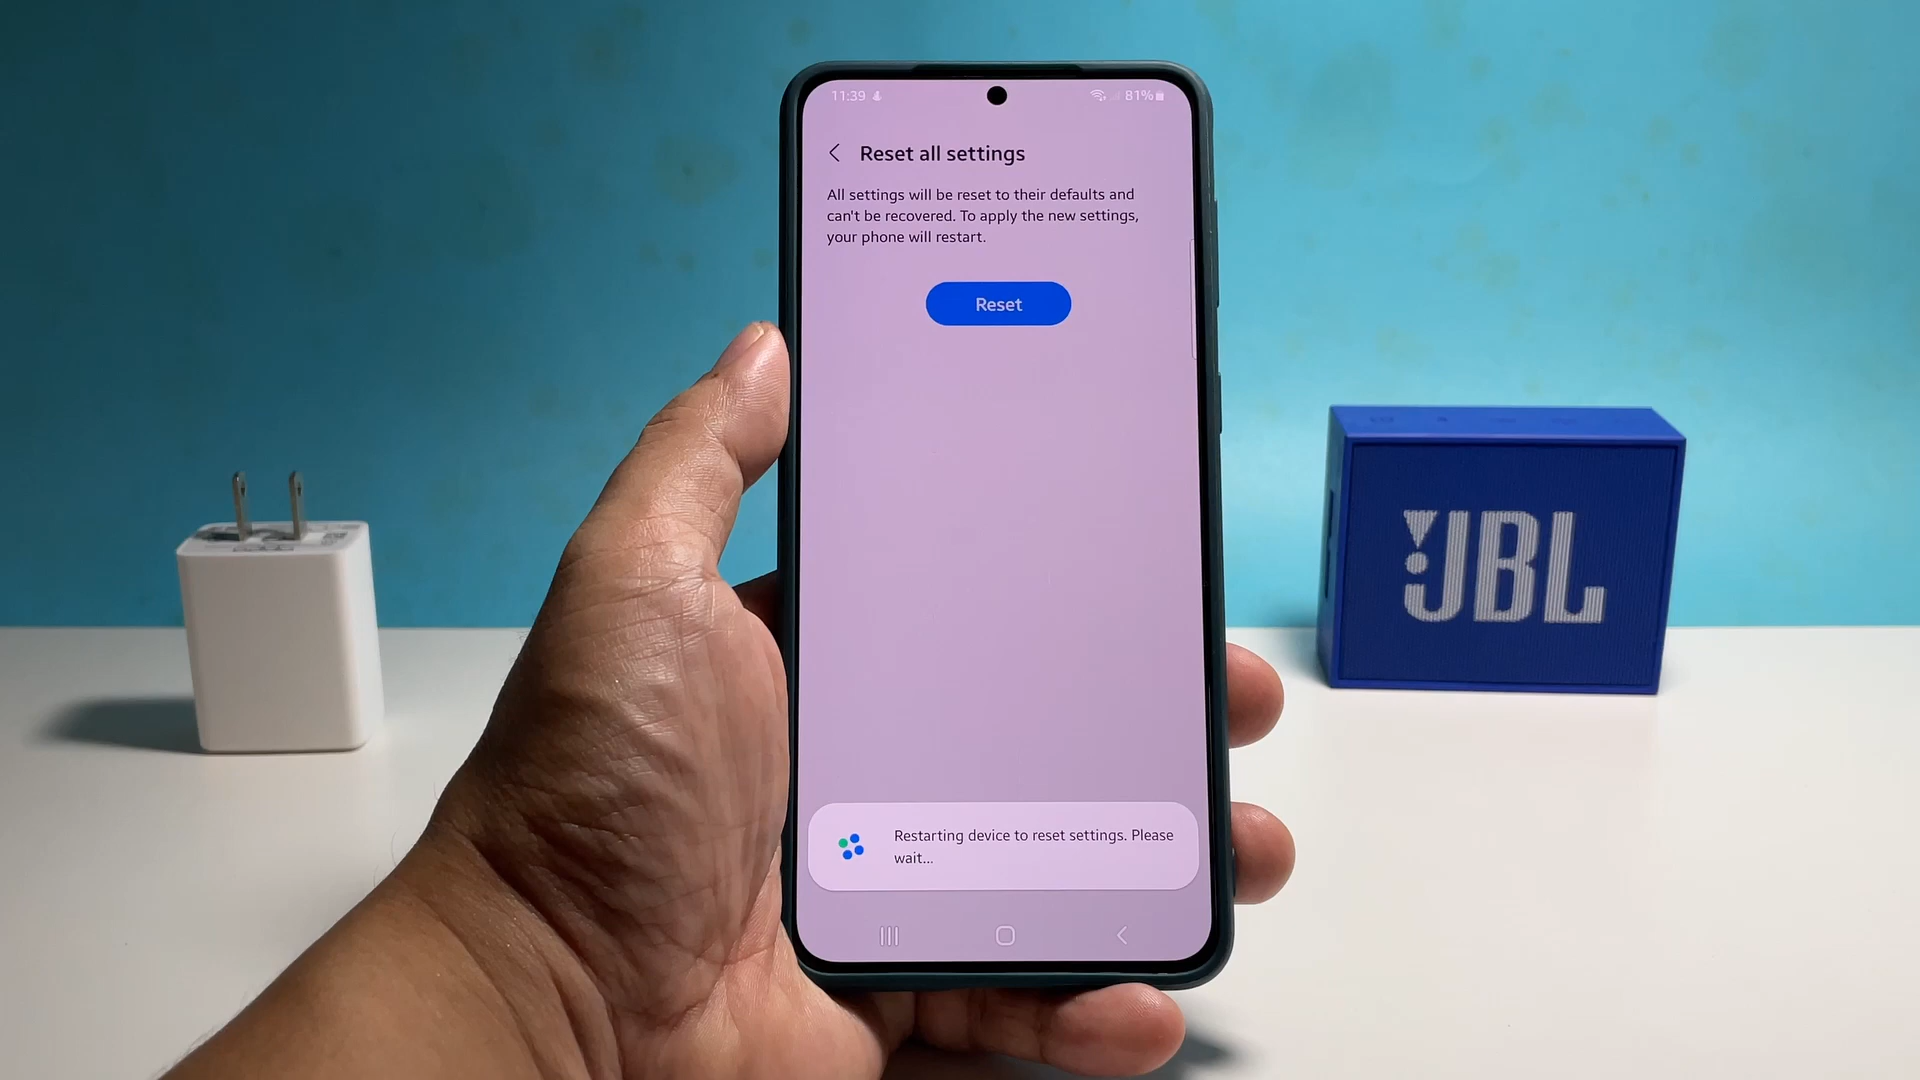 11:39
81%
Reset all settings
All settings will be reset to their defaults and
can't be recovered. To apply the new settings,
your phone will restart.
Reset
JBL
Restarting device to reset settings. Please
wait...